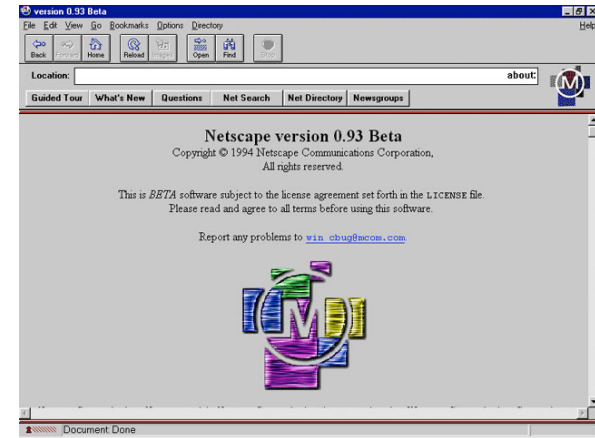 version 0.93 Beta
File Edit View Go Bookmarks Options Directory Help
Back Forward Home Reload Images Open Find Stop
Location: about:
Guided Tour What's New Questions Net Search Net Directory Newsgroups
Netscape version 0.93 Beta
Copyright © 1994 Netscape Communications Corporation,
All rights reserved.
This is BETA software subject to the license agreement set forth in the LICENSE file.
Please read and agree to all terms before using this software.
Report any problems to win_cbug@mcom.com.
M
Document: Done